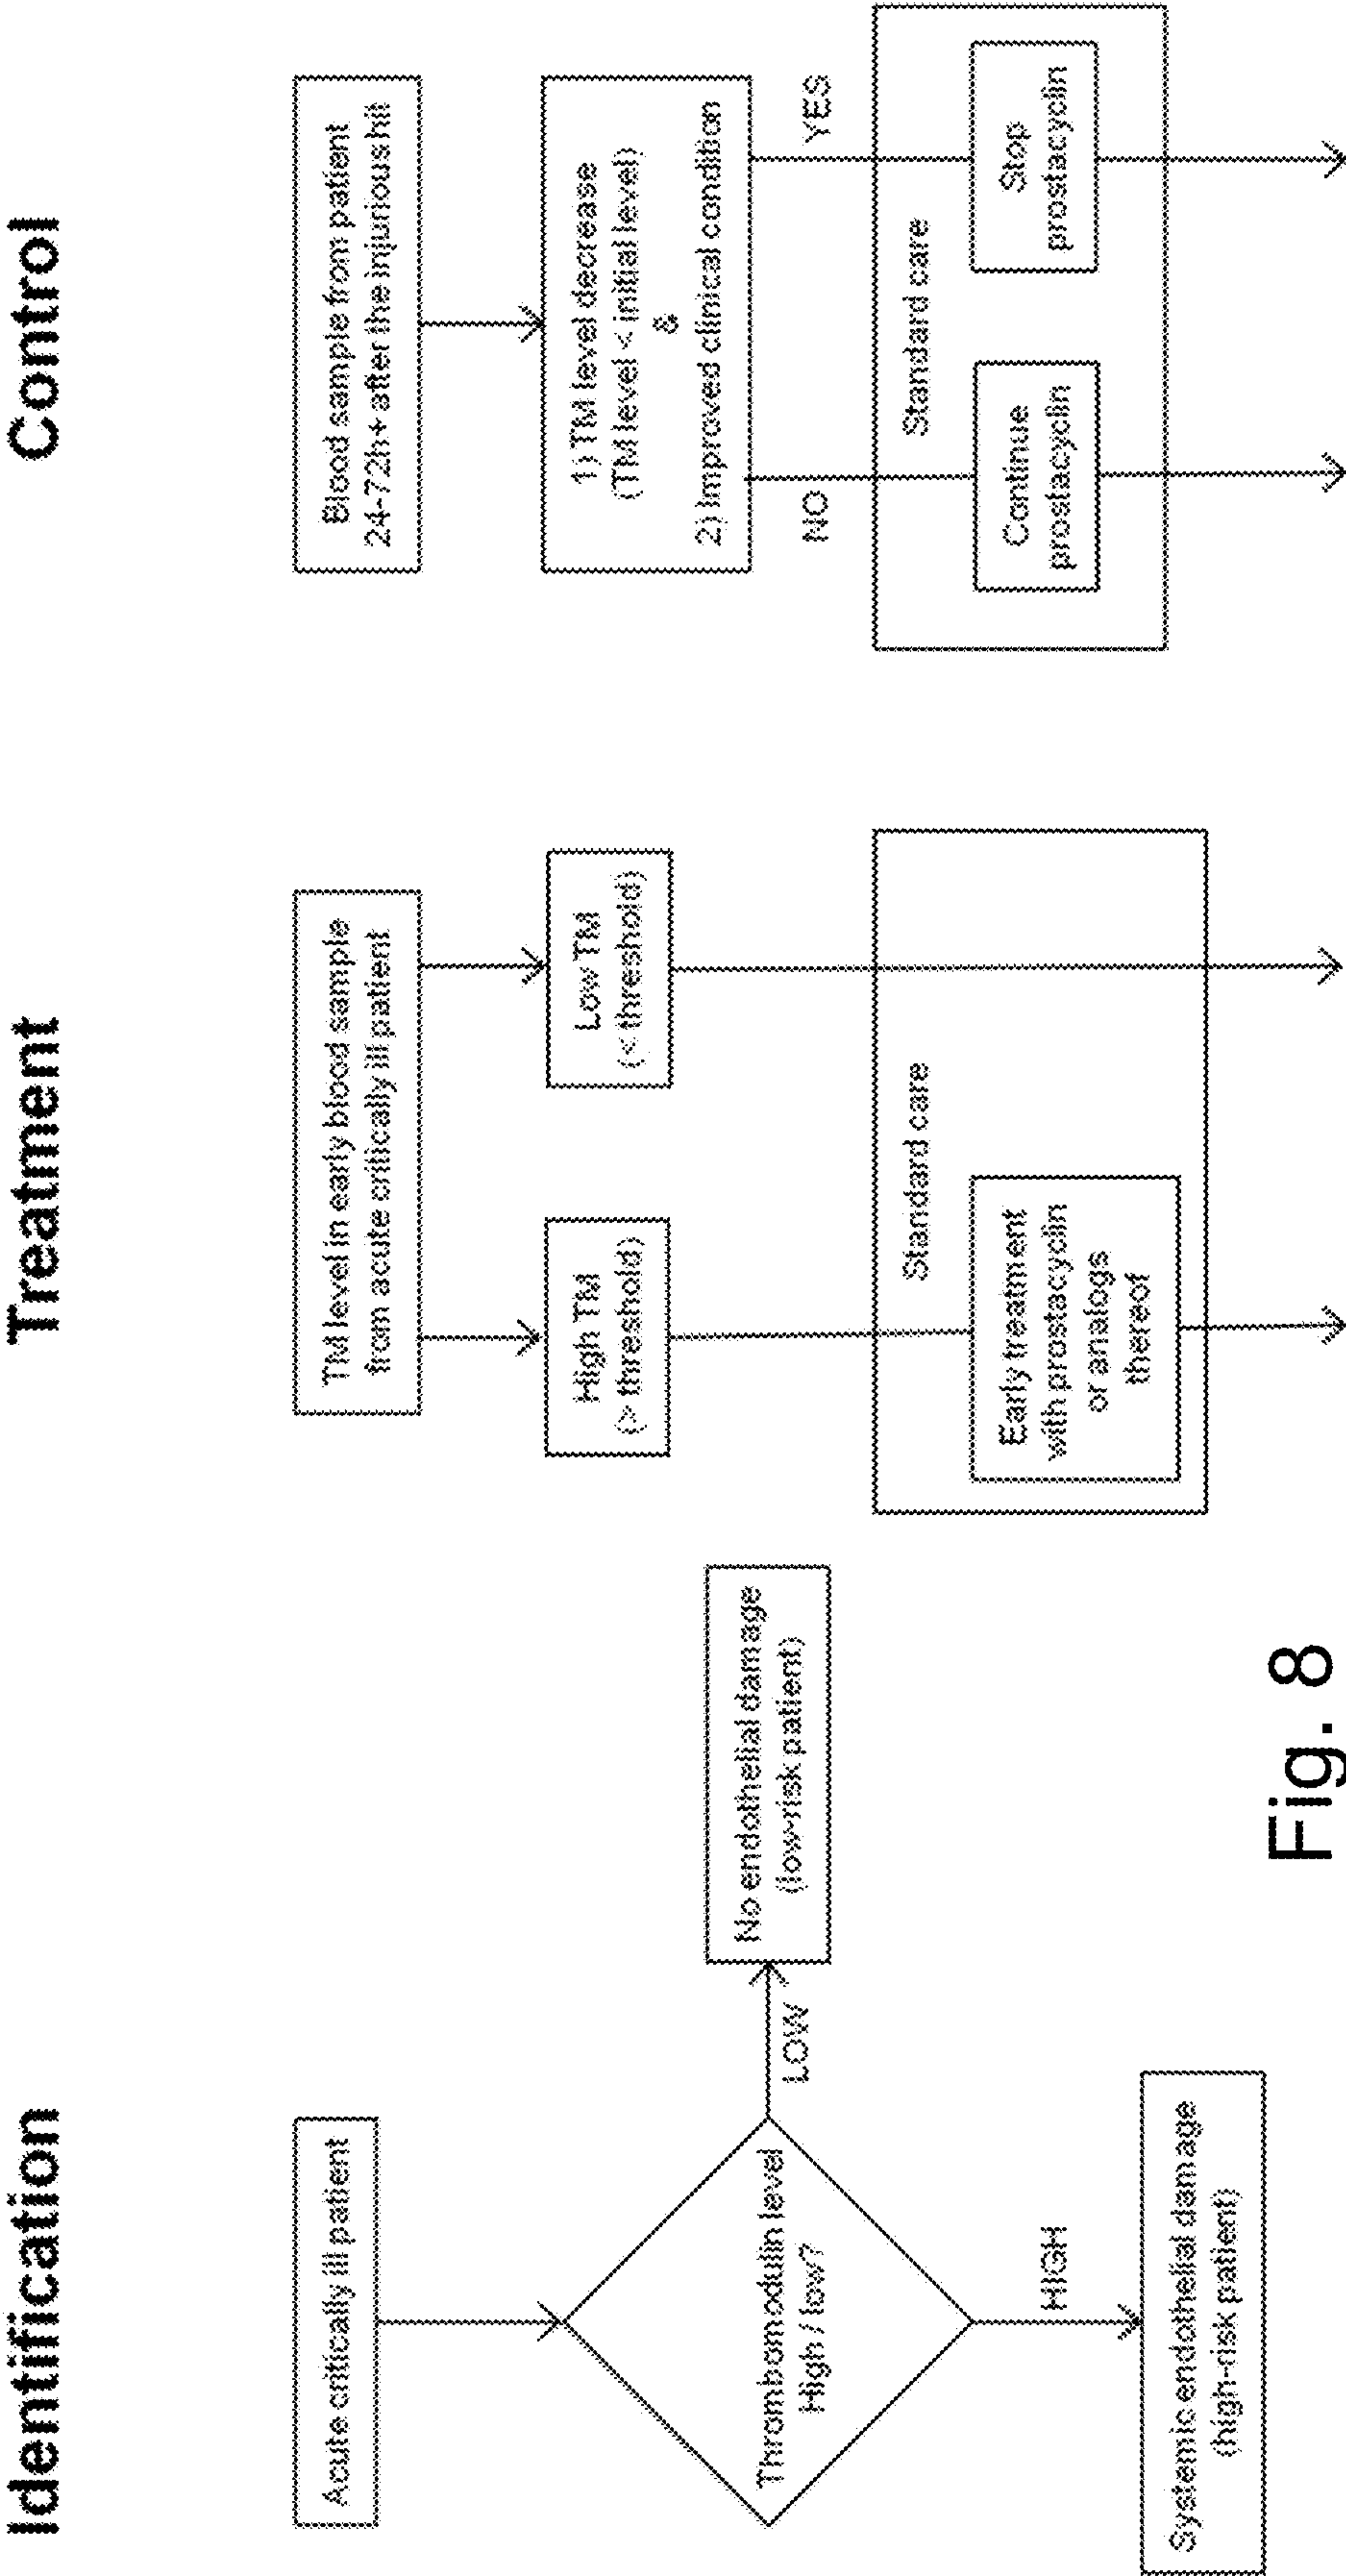 Identification
Acute critically ill patient
Thrombomodulin level
High / low?
LOW
No endothelial damage
(low-risk patient)
HIGH
Systemic endothelial damage
(high-risk patient)
Treatment
TM level in early blood sample
from acute critically ill patient
High TM
(> threshold)
Low TM
(< threshold)
Standard care
Early treatment
with prostacyclin
or analogs
thereof
Control
Blood sample from patient
24-72h+ after the injurious hit
1) TM level decrease
(TM level < initial level)
&
2) Improved clinical condition
NO
YES
Standard care
Continue
prostacyclin
Stop
prostacyclin
Fig. 8